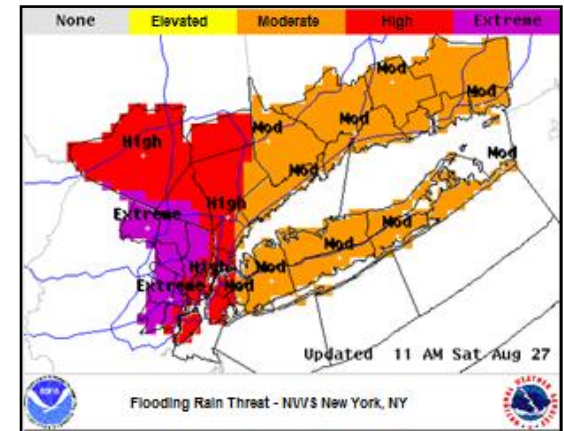 None Elevated Moderate High Extreme
Mod
Mod
Mod
Mod
High
Mod
Mod
High
Extreme
Mod
Mod
High
Mod
Extreme
Mod
Updated 11 AM Sat Aug 27
Flooding Rain Threat - NWS New York, NY